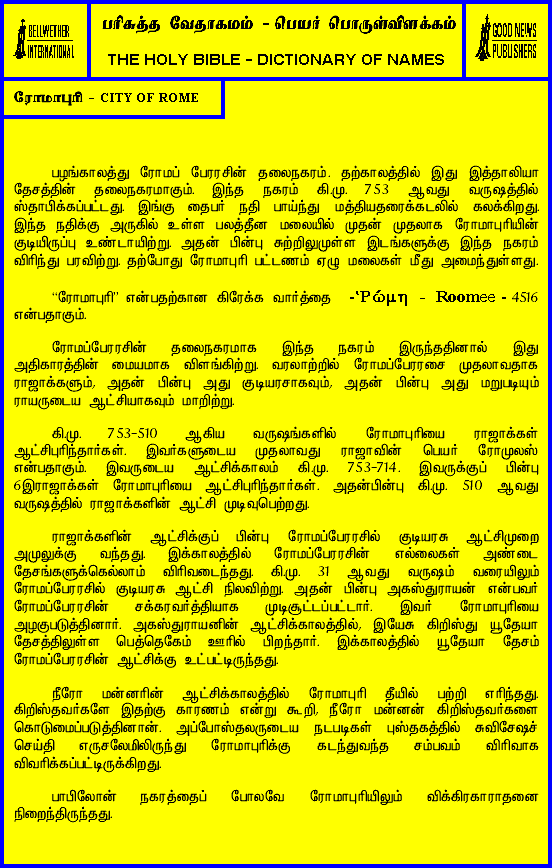 BELLWETHER
INTERNATIONAL
பரிசுத்த வேதாகமம் - பெயர் பொருள்விளக்கம்
THE HOLY BIBLE - DICTIONARY OF NAMES
GOOD NEWS
PUBLISHERS
ரோமாபுரி - CITY OF ROME
பழங்காலத்து ரோமப் பேரரசின் தலைநகரம். தற்காலத்தில் இது இத்தாலியா
தேசத்தின் தலைநகரமாகும். இந்த நகரம் கி.மு. 753 ஆவது வருஷத்தில்
ஸ்தாபிக்கப்பட்டது. இங்கு தைபர் நதி பாய்ந்து மத்தியதரைக்கடலில் கலக்கிறது.
இந்த நதிக்கு அருகில் உள்ள பலத்தீன மலையில் முதன் முதலாக ரோமாபுரியின்
குடியிருப்பு உண்டாயிற்று. அதன் பின்பு சுற்றிலுமுள்ள இடங்களுக்கு இந்த நகரம்
விரிந்து பரவிற்று. தற்போது ரோமாபுரி பட்டணம் ஏழு மலைகள் மீது அமைந்துள்ளது.
“ரோமாபுரி” என்பதற்கான கிரேக்க வார்த்தை -Ῥώμη - Roomee - 4516
என்பதாகும்.
ரோமப்பேரரசின் தலைநகரமாக இந்த நகரம் இருந்ததினால் இது
அதிகாரத்தின் மையமாக விளங்கிற்று. வரலாற்றில் ரோமப்பேரரசை முதலாவதாக
ராஜாக்களும், அதன் பின்பு அது குடியரசாகவும், அதன் பின்பு அது மறுபடியும்
ராயருடைய ஆட்சியாகவும் மாறிற்று.
கி.மு. 753-510 ஆகிய வருஷங்களில் ரோமாபுரியை ராஜாக்கள்
ஆட்சிபுரிந்தார்கள். இவர்களுடைய முதலாவது ராஜாவின் பெயர் ரோமுலஸ்
என்பதாகும். இவருடைய ஆட்சிக்காலம் கி.மு. 753-714. இவருக்குப் பின்பு
6இராஜாக்கள் ரோமாபுரியை ஆட்சிபுரிந்தார்கள். அதன்பின்பு கி.மு. 510 ஆவது
வருஷத்தில் ராஜாக்களின் ஆட்சி முடிவுபெற்றது.
ராஜாக்களின் ஆட்சிக்குப் பின்பு ரோமப்பேரரசில் குடியரசு ஆட்சிமுறை
அமுலுக்கு வந்தது. இக்காலத்தில் ரோமப்பேரரசின் எல்லைகள் அண்டை
தேசங்களுக்கெல்லாம் விரிவடைந்தது. கி.மு. 31 ஆவது வருஷம் வரையிலும்
ரோமப்பேரரசில் குடியரசு ஆட்சி நிலவிற்று. அதன் பின்பு அகஸ்துராயன் என்பவர்
ரோமப்பேரரசின் சக்கரவர்த்தியாக முடிசூட்டப்பட்டார். இவர் ரோமாபுரியை
அழகுபடுத்தினார். அகஸ்துராயனின் ஆட்சிக்காலத்தில், இயேசு கிறிஸ்து யூதேயா
தேசத்திலுள்ள பெத்தெகேம் ஊரில் பிறந்தார். இக்காலத்தில் யூதேயா தேசம்
ரோமப்பேரரசின் ஆட்சிக்கு உட்பட்டிருந்தது.
நீரோ மன்னரின் ஆட்சிக்காலத்தில் ரோமாபுரி தீயில் பற்றி எரிந்தது.
கிறிஸ்தவர்களே இதற்கு காரணம் என்று கூறி, நீரோ மன்னன் கிறிஸ்தவர்களை
கொடுமைப்படுத்தினான். அப்போஸ்தலருடைய நடபடிகள் புஸ்தகத்தில் சுவிசேஷச்
செய்தி எருசலேமிலிருந்து ரோமாபுரிக்கு கடந்துவந்த சம்பவம் விரிவாக
விவரிக்கப்பட்டிருக்கிறது.
பாபிலோன் நகரத்தைப் போலவே ரோமாபுரியிலும் விக்கிரகாராதனை
நிறைந்திருந்தது.